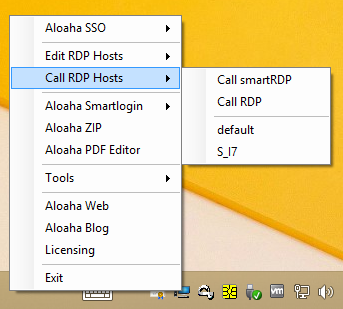 Aloaha SSO
Edit RDP Hosts
Call RDP Hosts
Aloaha Smartlogin
Aloaha ZIP
Aloaha PDF Editor
Tools
Aloaha Web
Aloaha Blog
Licensing
Exit
Call smartRDP
Call RDP
default
S_I7
vm